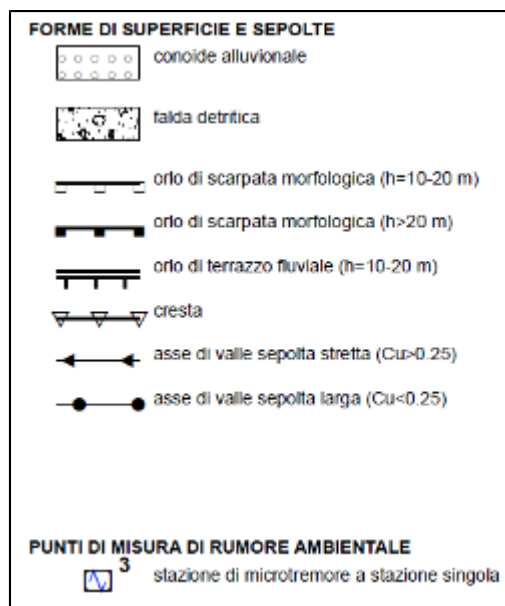 FORME DI SUPERFICIE E SEPOLTE
conoide alluvionale
falda detritica
orlo di scarpata morfologica (h=10-20 m)
orlo di scarpata morfologica (h>20 m)
orlo di terrazzo fluviale (h=10-20 m)
cresta
asse di valle sepolta stretta (Cu>0.25)
asse di valle sepolta larga (Cu<0.25)
PUNTI DI MISURA DI RUMORE AMBIENTALE
3
stazione di microtremore a stazione singola